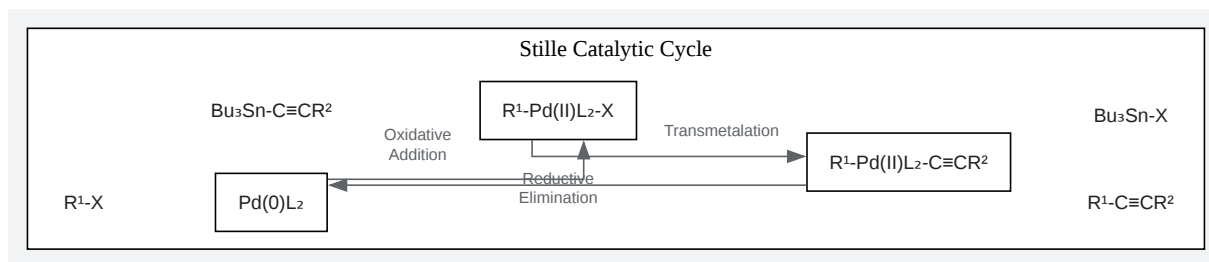 Stille Catalytic Cycle
Bu₃Sn-C≡CR²
R¹-Pd(II)L₂-X
Bu₃Sn-X
Oxidative
Addition
Transmetalation
R¹-Pd(II)L₂-C≡CR²
Reductive
Elimination
R¹-X
Pd(0)L₂
R¹-C≡CR²